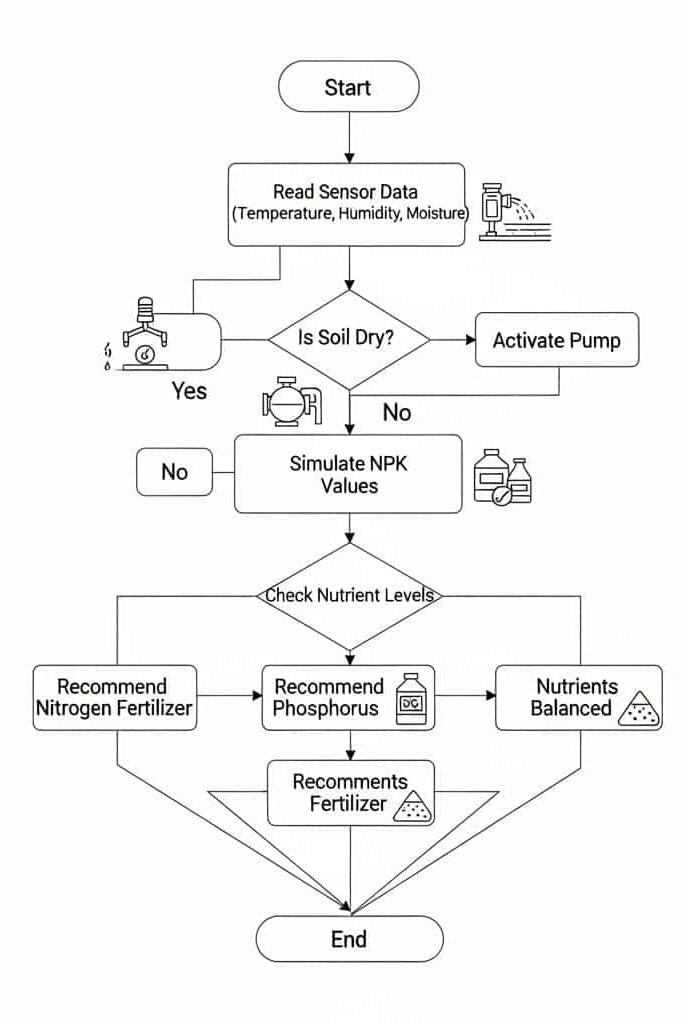 Start
Read Sensor Data
(Temperature, Humidity, Moisture)
Is Soil Dry?
Activate Pump
Yes
No
No
Simulate NPK
Values
Check Nutrient Levels
Recommend
Nitrogen Fertilizer
Recommend
Phosphorus
Nutrients
Balanced
Recomments
Fertilizer
End